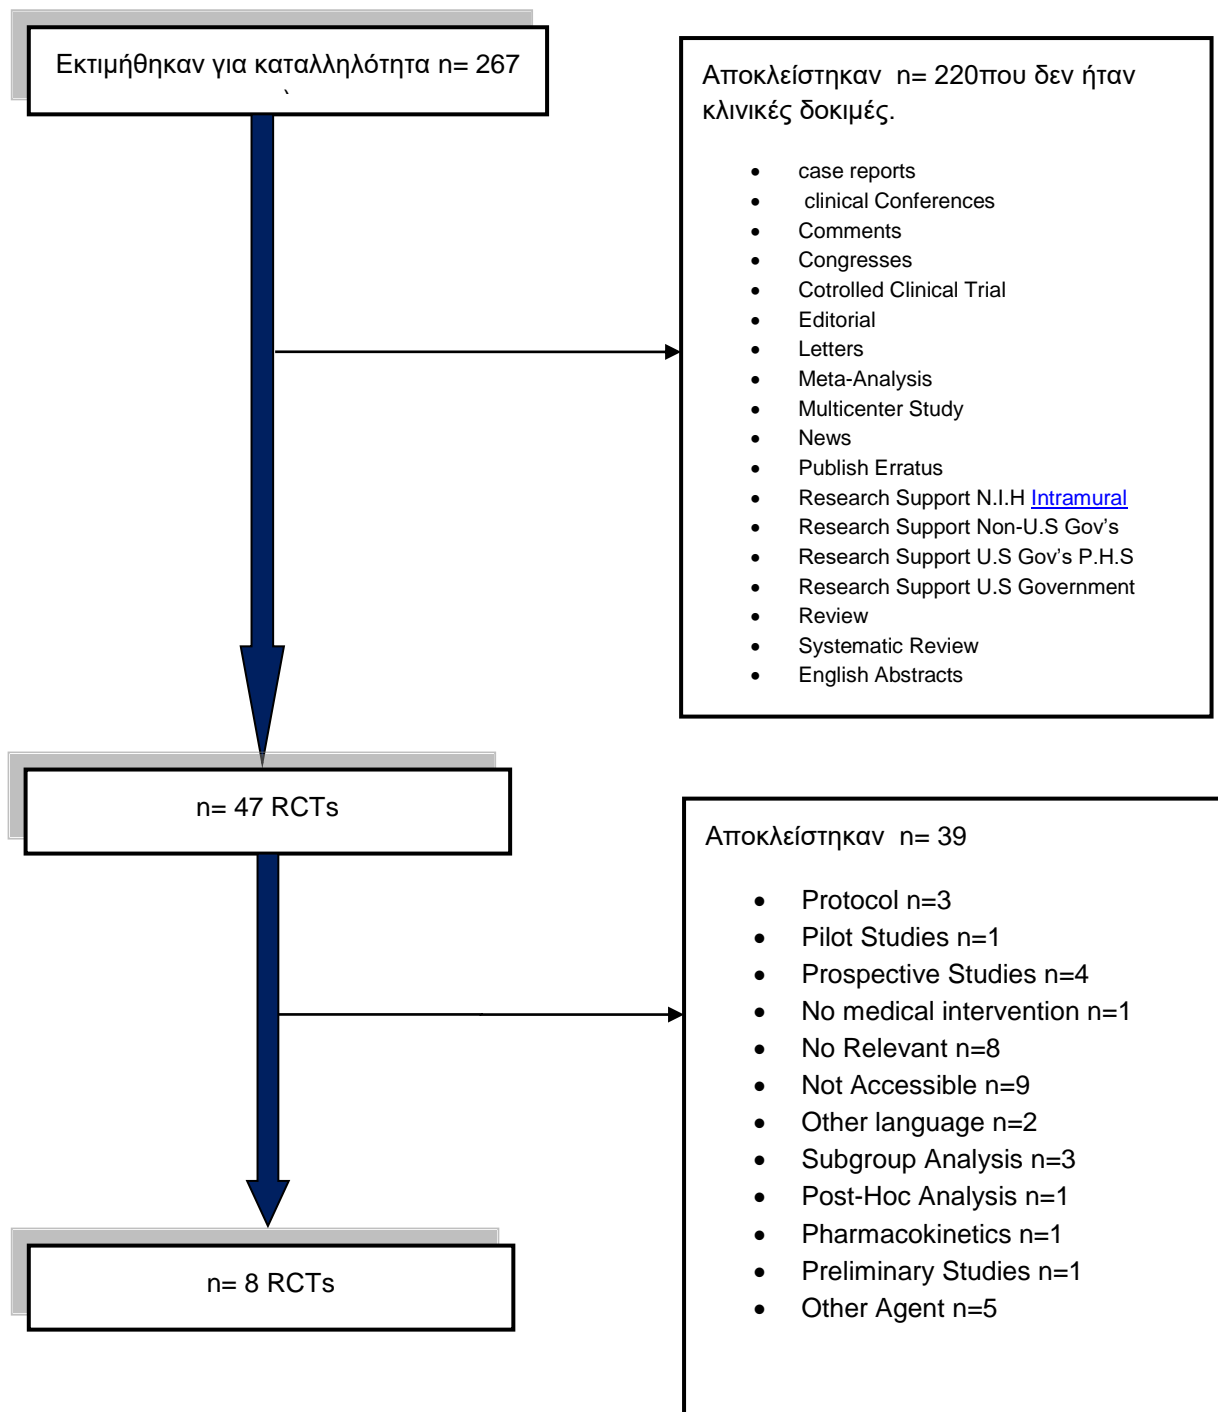 Εκτιμήθηκαν για καταλληλότητα n= 267
`
Αποκλείστηκαν n= 220που δεν ήταν
κλινικές δοκιμές.
• case reports
• clinical Conferences
• Comments
• Congresses
• Cotrolled Clinical Trial
• Editorial
• Letters
• Meta-Analysis
• Multicenter Study
• News
• Publish Erratus
• Research Support N.I.H Intramural
• Research Support Non-U.S Gov’s
• Research Support U.S Gov’s P.H.S
• Research Support U.S Government
• Review
• Systematic Review
• English Abstracts
n= 47 RCTs
Αποκλείστηκαν n= 39
• Protocol n=3
• Pilot Studies n=1
• Prospective Studies n=4
• No medical intervention n=1
• No Relevant n=8
• Not Accessible n=9
• Other language n=2
• Subgroup Analysis n=3
• Post-Hoc Analysis n=1
• Pharmacokinetics n=1
• Preliminary Studies n=1
• Other Agent n=5
n= 8 RCTs